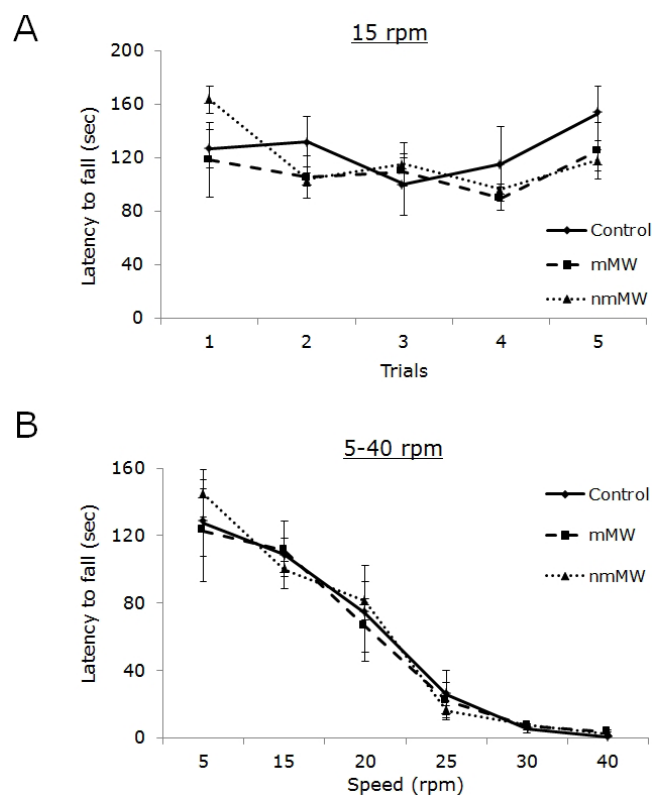 A
15 rpm
200
160
120
80
40
0
Latency to fall (sec)
Control
mMW
nmMW
1 2 3 4 5
Trials
B
5-40 rpm
160
120
80
40
0
Latency to fall (sec)
Control
mMW
nmMW
5 15 20 25 30 40
Speed (rpm)